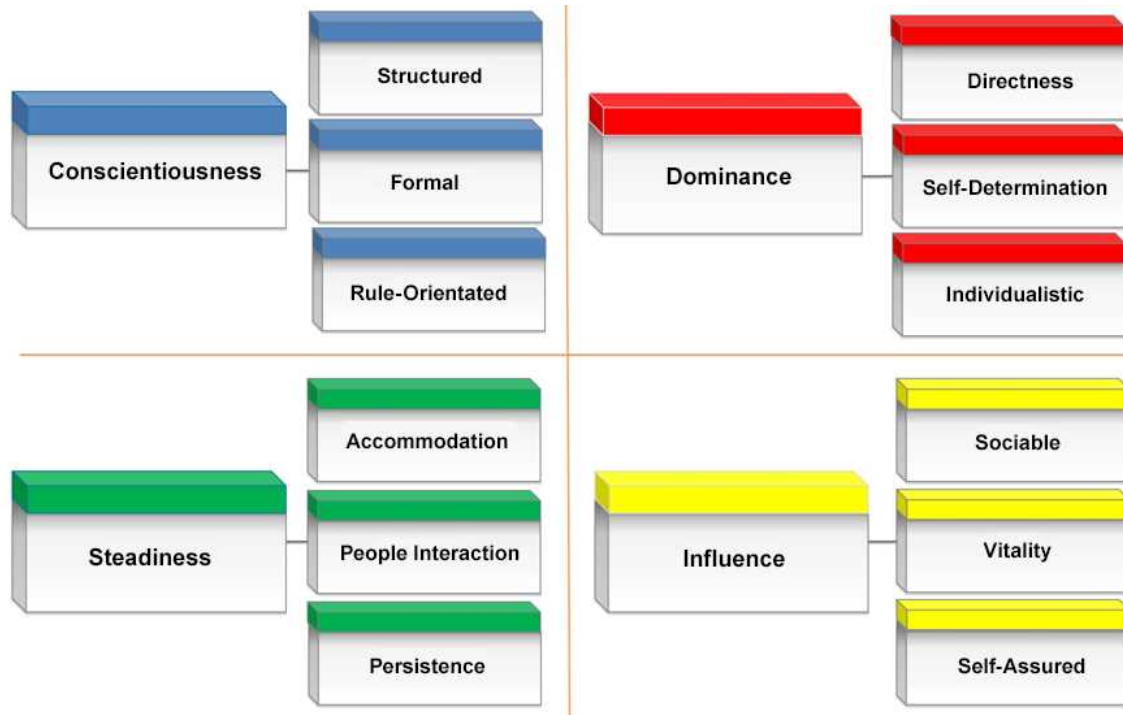 Conscientiousness
Structured
Formal
Rule-Orientated
Dominance
Directness
Self-Determination
Individualistic
Steadiness
Accommodation
People Interaction
Persistence
Influence
Sociable
Vitality
Self-Assured